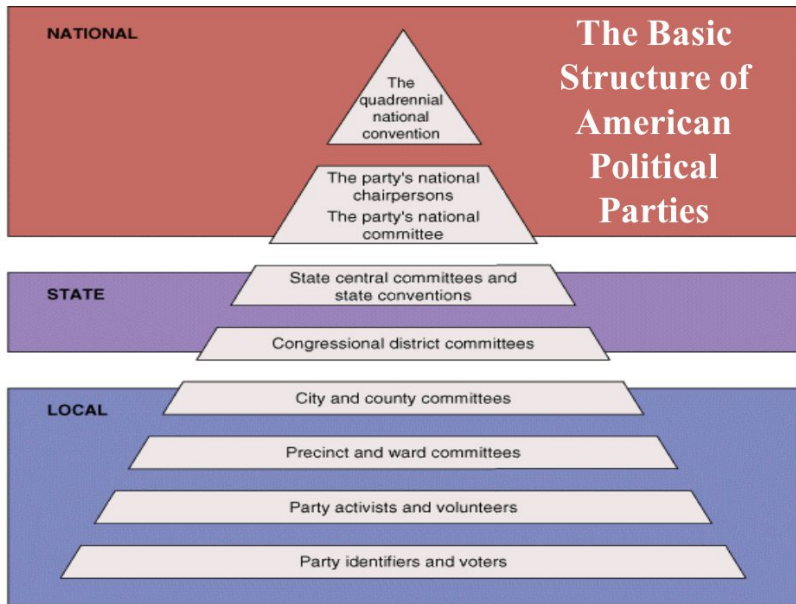 NATIONAL
The Basic
Structure of
American
Political
Parties
The
quadrennial
national
convention
The party's national
chairpersons
The party's national
committee
STATE
State central committees and
state conventions
Congressional district committees
LOCAL
City and county committees
Precinct and ward committees
Party activists and volunteers
Party identifiers and voters